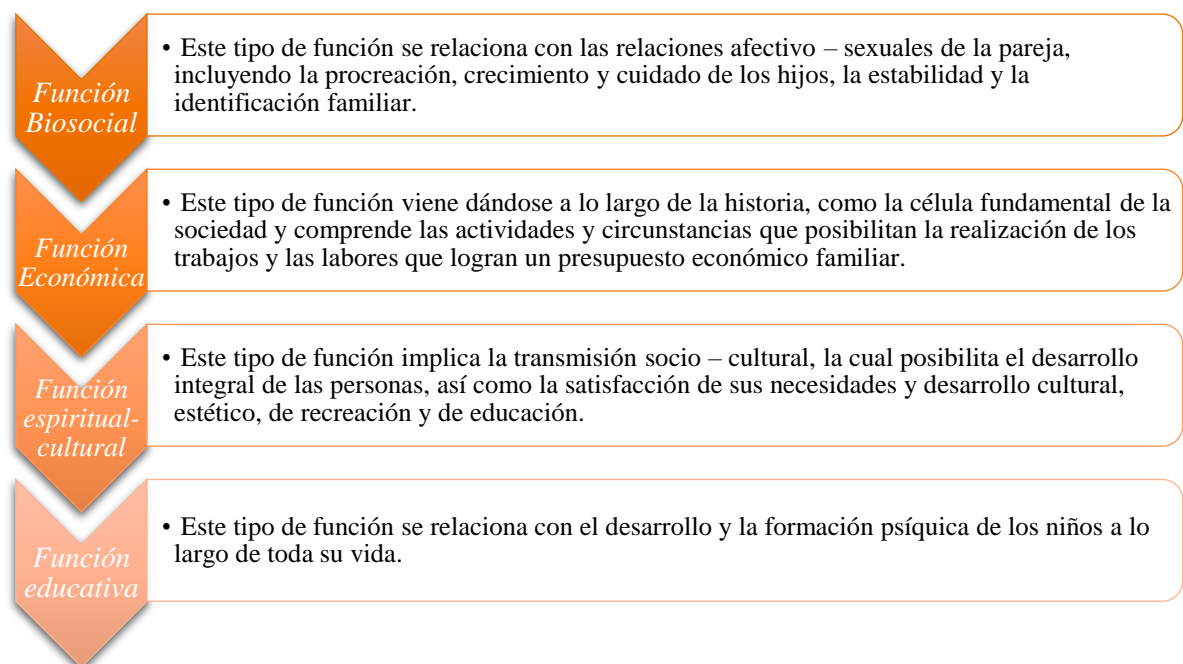 Función
Biosocial
• Este tipo de función se relaciona con las relaciones afectivo – sexuales de la pareja,
incluyendo la procreación, crecimiento y cuidado de los hijos, la estabilidad y la
identificación familiar.
Función
Económica
• Este tipo de función viene dándose a lo largo de la historia, como la célula fundamental de la
sociedad y comprende las actividades y circunstancias que posibilitan la realización de los
trabajos y las labores que logran un presupuesto económico familiar.
Función
espiritual-
cultural
• Este tipo de función implica la transmisión socio – cultural, la cual posibilita el desarrollo
integral de las personas, así como la satisfacción de sus necesidades y desarrollo cultural,
estético, de recreación y de educación.
Función
educativa
• Este tipo de función se relaciona con el desarrollo y la formación psíquica de los niños a lo
largo de toda su vida.